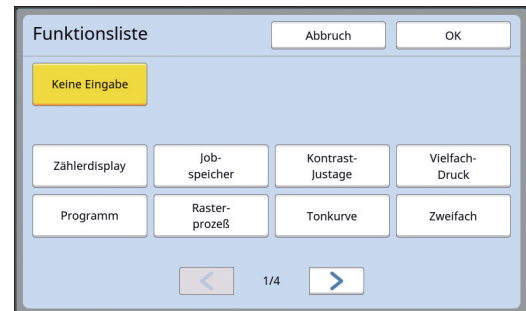 Funktionsliste
Abbruch
OK
Keine Eingabe
Zählerdisplay
Job-
speicher
Kontrast-
Justage
Vielfach-
Druck
Programm
Raster-
prozeß
Tonkurve
Zweifach
1/4